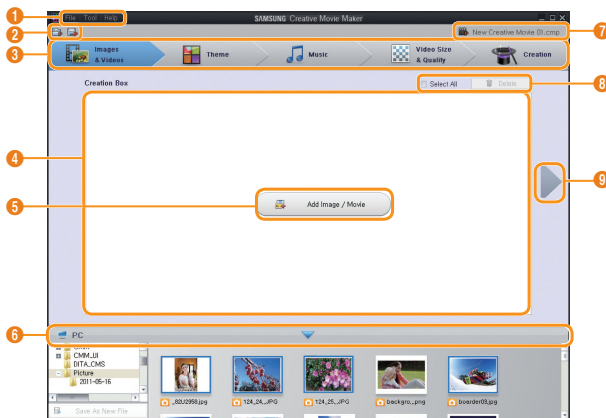 1 File Tool Help SAMSUNG Creative Movie Maker
2 New Creative Movie 01.cmp 7
3 Images & Videos Theme Music Video Size & Quality Creation
Creation Box Select All Delete 8
4
9
5 Add Image / Movie
6 PC
CMM_UI
DITA_CMS
Picture
2011-05-16
..82J2958.jpg 124_24_.JPG 124_25_.JPG backgro_.png boarder03.jpg
Save As New File